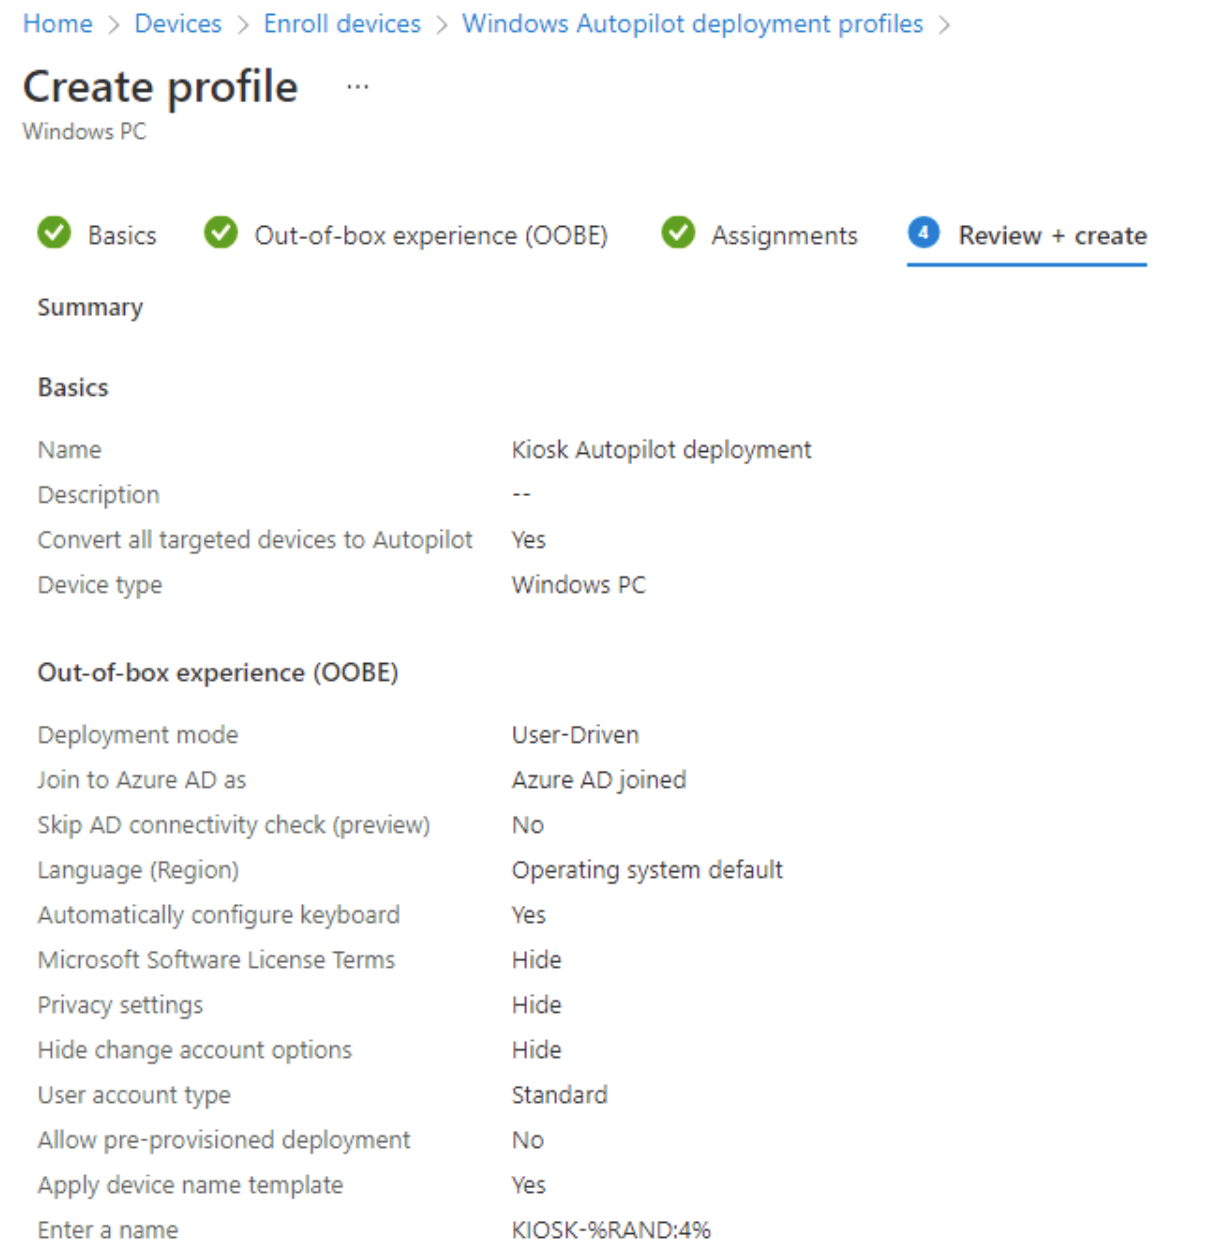 Home > Devices > Enroll devices > Windows Autopilot deployment profiles >
Create profile ...
Windows PC
Basics Out-of-box experience (OOBE) Assignments 4 Review + create
Summary
Basics
Name Kiosk Autopilot deployment
Description --
Convert all targeted devices to Autopilot Yes
Device type Windows PC
Out-of-box experience (OOBE)
Deployment mode User-Driven
Join to Azure AD as Azure AD joined
Skip AD connectivity check (preview) No
Language (Region) Operating system default
Automatically configure keyboard Yes
Microsoft Software License Terms Hide
Privacy settings Hide
Hide change account options Hide
User account type Standard
Allow pre-provisioned deployment No
Apply device name template Yes
Enter a name KIOSK-%RAND:4%